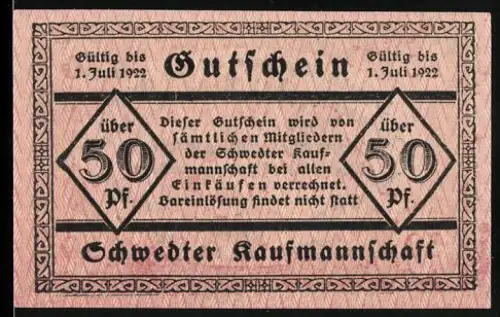 Gültig bis
1. Juli 1922
Gutschein
Gültig bis
1. Juli 1922
über
50
Pf.
Dieser Gutschein wird von
sämtlichen Mitgliedern
der Schwedter Kauf-
mannschaft bei allen
Einkäufen verrechnet.
Bareinlösung findet nicht statt
über
50
Pf.
Schwedter Kaufmannschaft